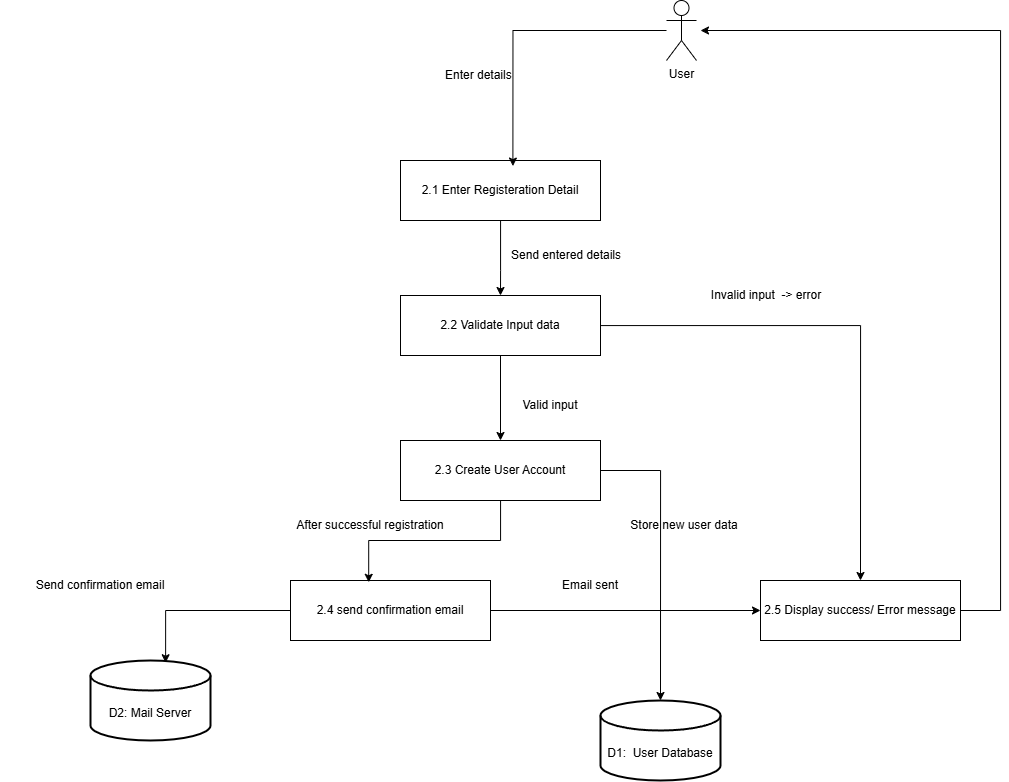 User
Enter details
2.1 Enter Registeration Detail
Send entered details
Invalid input -> error
2.2 Validate Input data
Valid input
2.3 Create User Account
After successful registration
Store new user data
Send confirmation email
Email sent
2.4 send confirmation email
2.5 Display success/ Error message
D2: Mail Server
D1: User Database